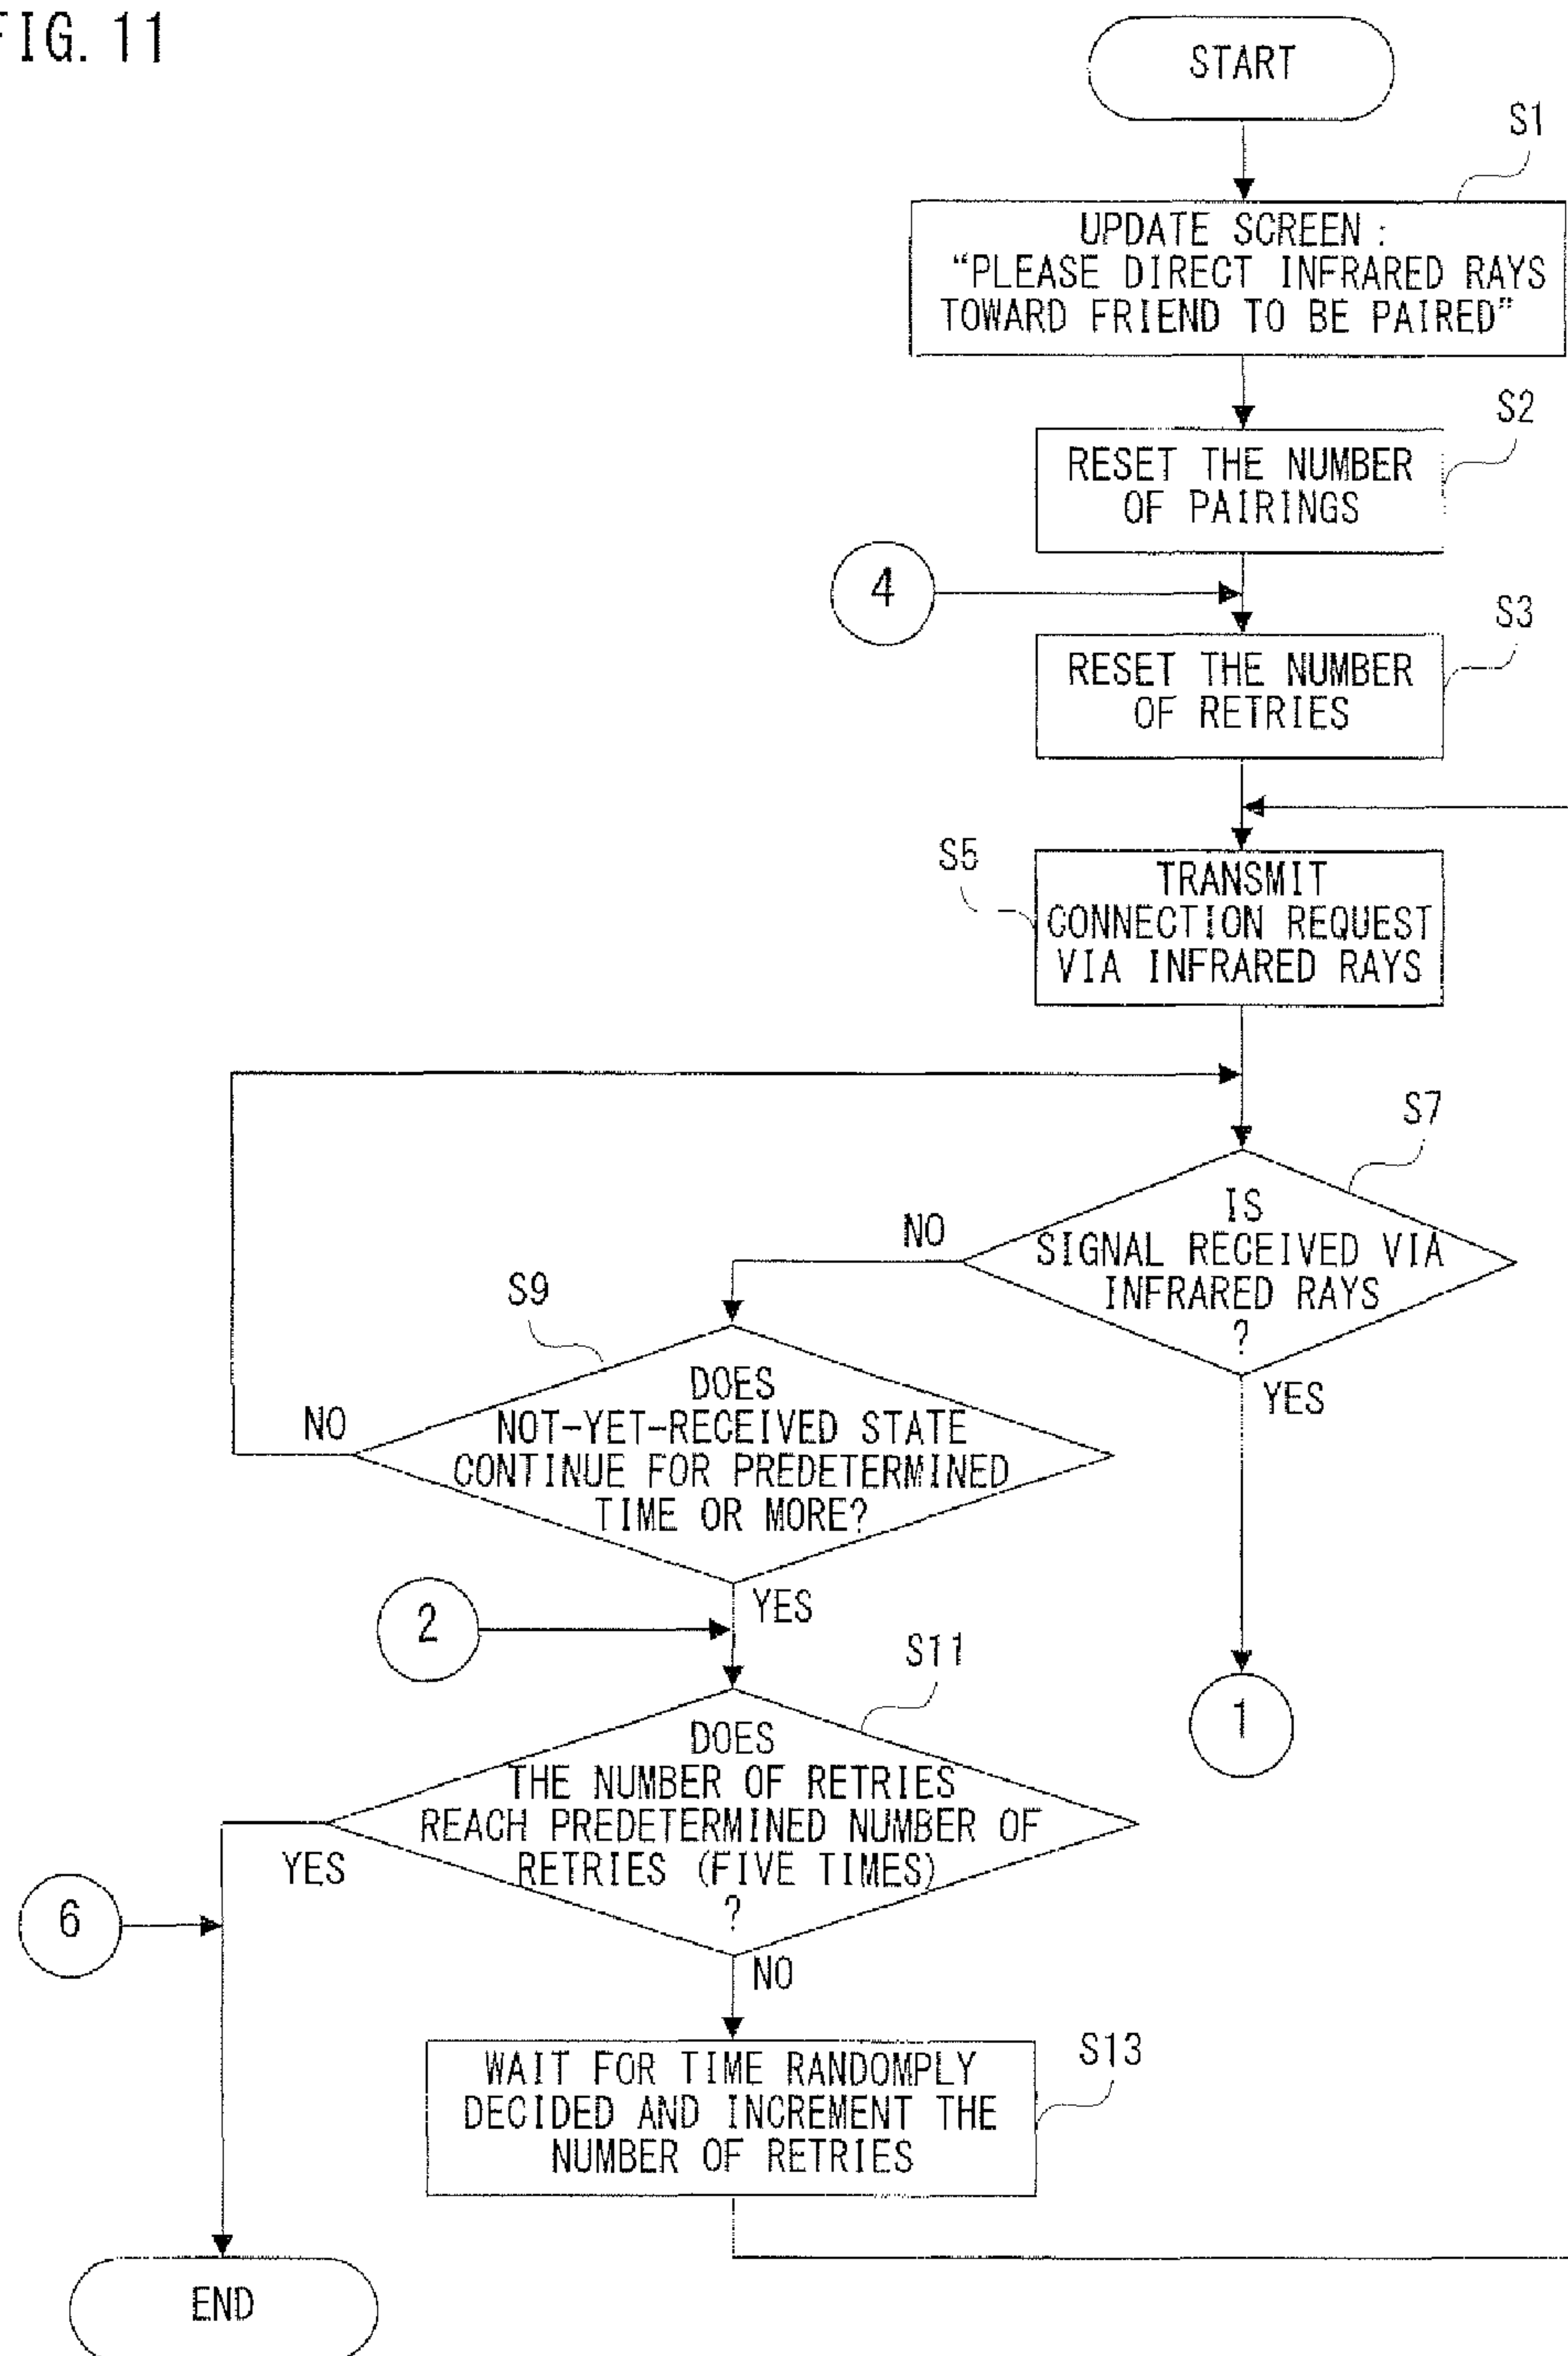 FIG. 11
START
S1
UPDATE SCREEN :
“PLEASE DIRECT INFRARED RAYS
TOWARD FRIEND TO BE PAIRED”
S2
RESET THE NUMBER
OF PAIRINGS
4
S3
RESET THE NUMBER
OF RETRIES
S5
TRANSMIT
CONNECTION REQUEST
VIA INFRARED RAYS
S7
IS
SIGNAL RECEIVED VIA
INFRARED RAYS
?
NO
YES
S9
DOES
NOT-YET-RECEIVED STATE
CONTINUE FOR PREDETERMINED
TIME OR MORE?
NO
YES
2
1
S11
DOES
THE NUMBER OF RETRIES
REACH PREDETERMINED NUMBER OF
RETRIES (FIVE TIMES)
?
YES
6
NO
S13
WAIT FOR TIME RANDOMPLY
DECIDED AND INCREMENT THE
NUMBER OF RETRIES
END